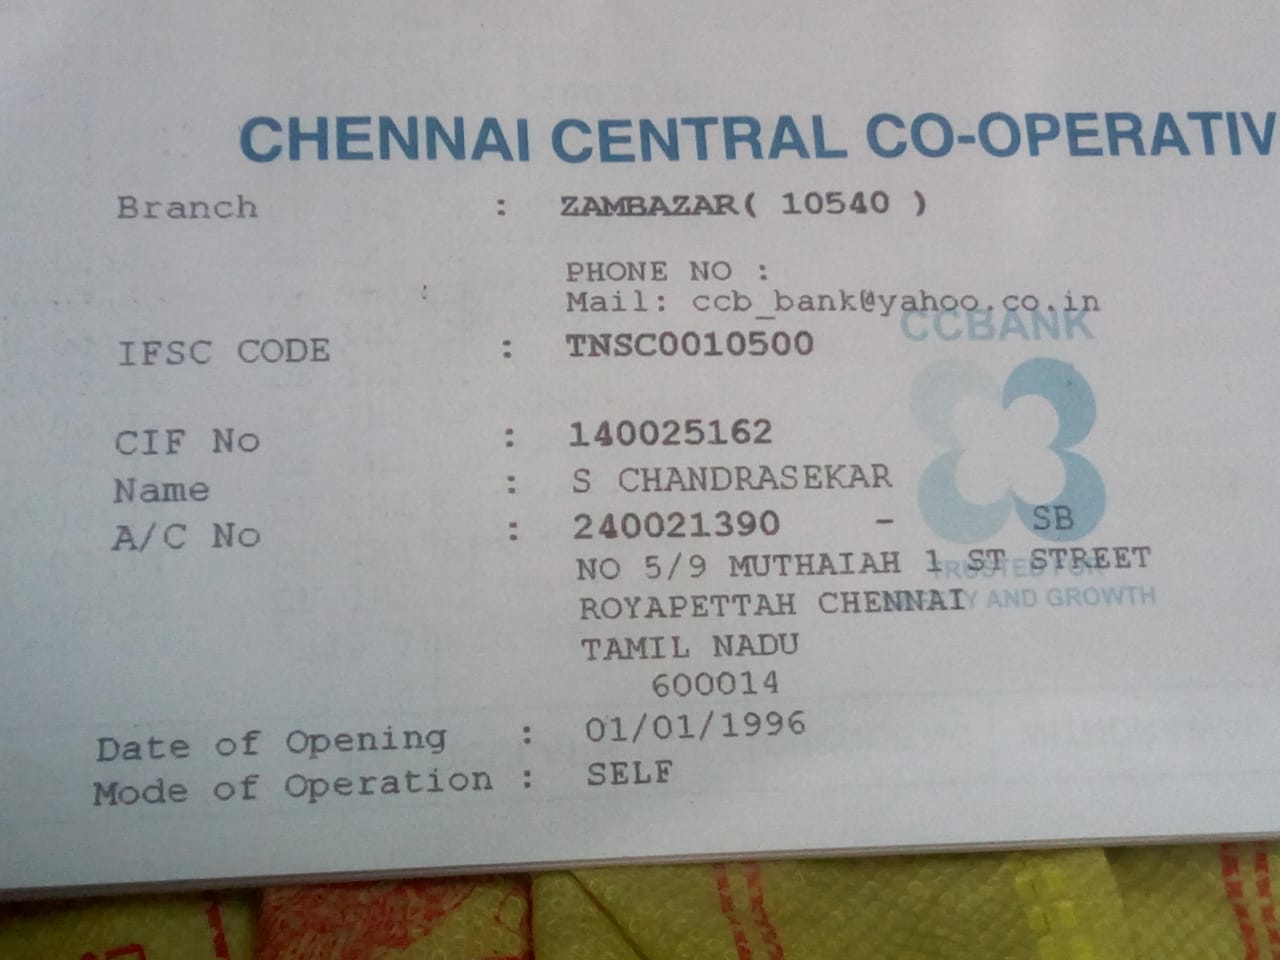 CHENNAI CENTRAL CO-OPERATIV
Branch : ZAMBAZAR( 10540 )
PHONE NO :
Mail: ccb_bank@yahoo.co.in
CCBANK
IFSC CODE : TNSC0010500
CIF No : 140025162
Name : S CHANDRASEKAR
A/C No : 240021390 - SB
NO 5/9 MUTHAIAH 1 ST STREET
ROYAPETTAH CHENNAI
AND GROWTH
TAMIL NADU
600014
Date of Opening : 01/01/1996
Mode of Operation : SELF